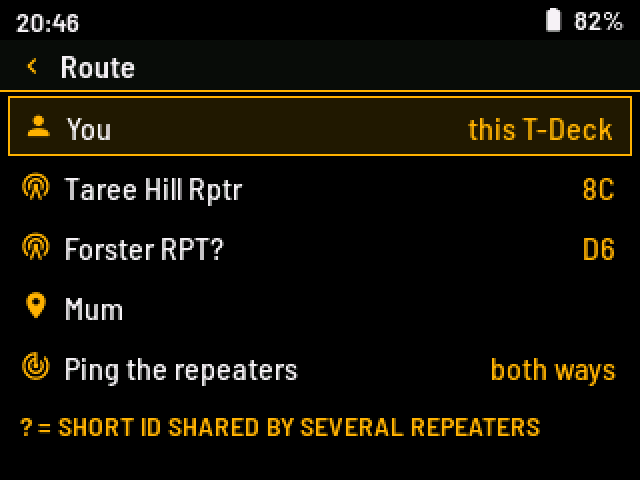 20:46 82%
Route
You this T-Deck
Taree Hill Rptr 8C
Forster RPT? D6
Mum
Ping the repeaters both ways
? = SHORT ID SHARED BY SEVERAL REPEATERS